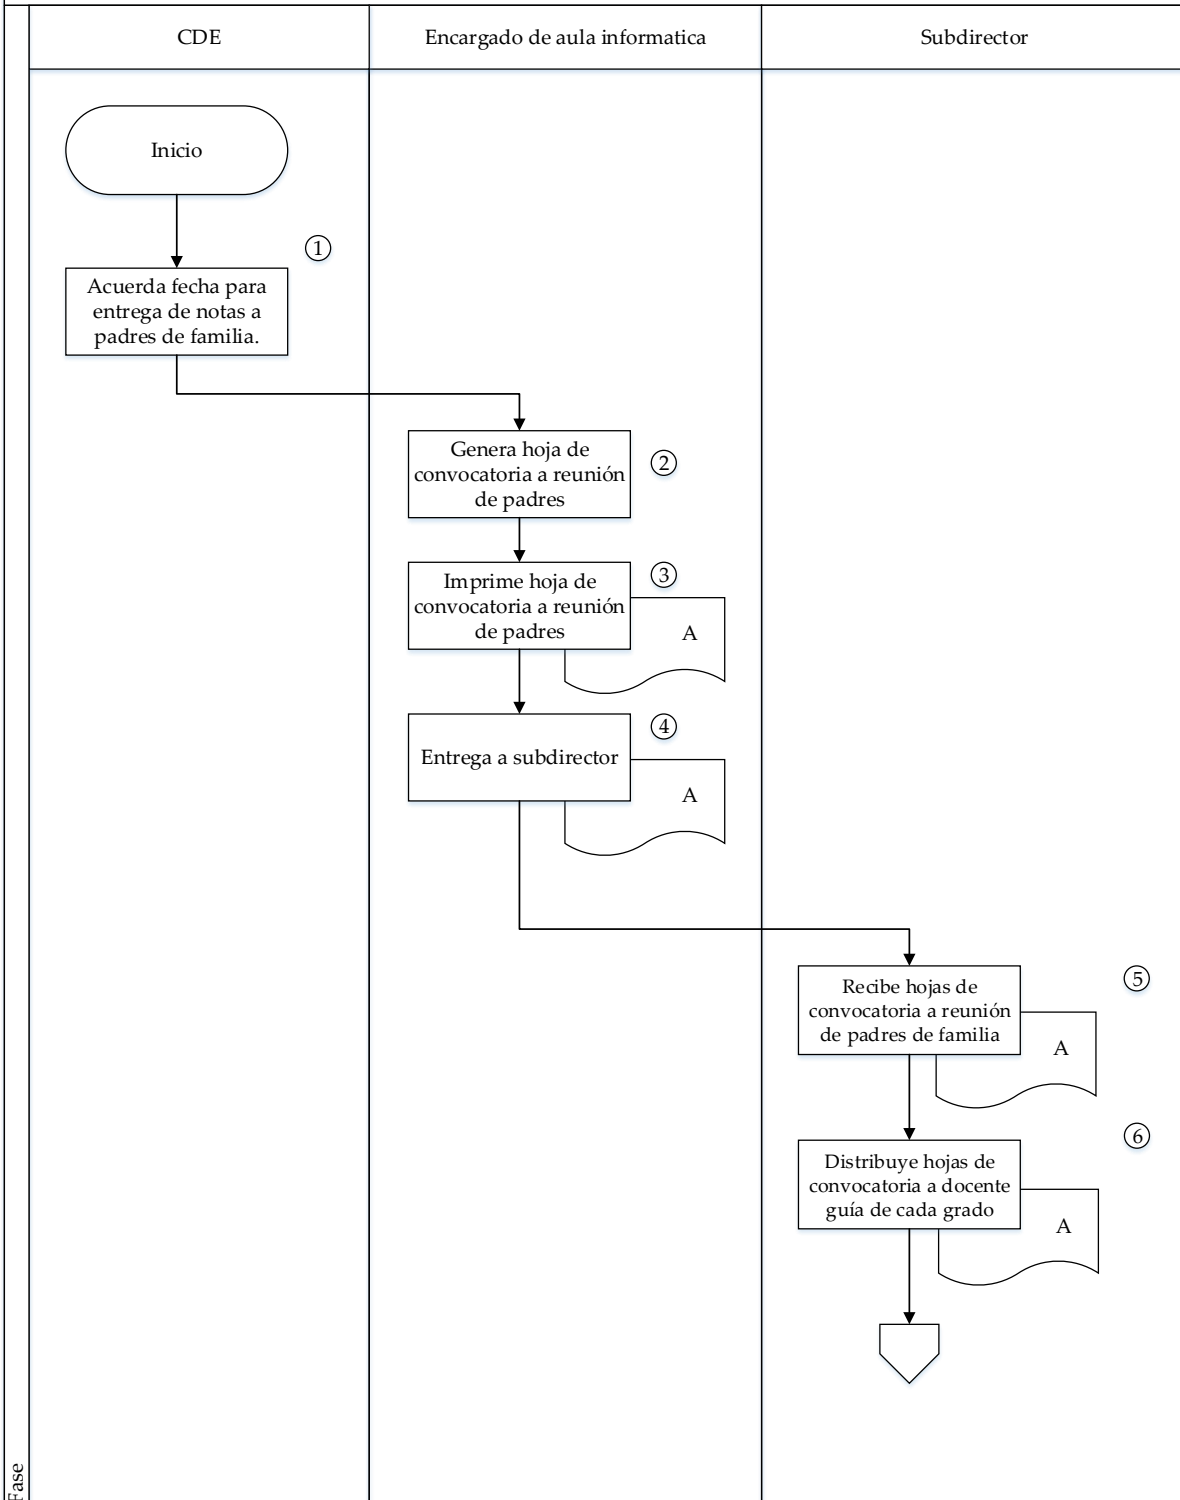 CDE
Encargado de aula informatica
Subdirector
Inicio
①
Acuerda fecha para
entrega de notas a
padres de familia.
Genera hoja de
convocatoria a reunión
de padres
②
Imprime hoja de
convocatoria a reunión
de padres
③
A
Entrega a subdirector
④
A
Recibe hojas de
convocatoria a reunión
de padres de familia
⑤
A
Distribuye hojas de
convocatoria a docente
guía de cada grado
⑥
A
Fase